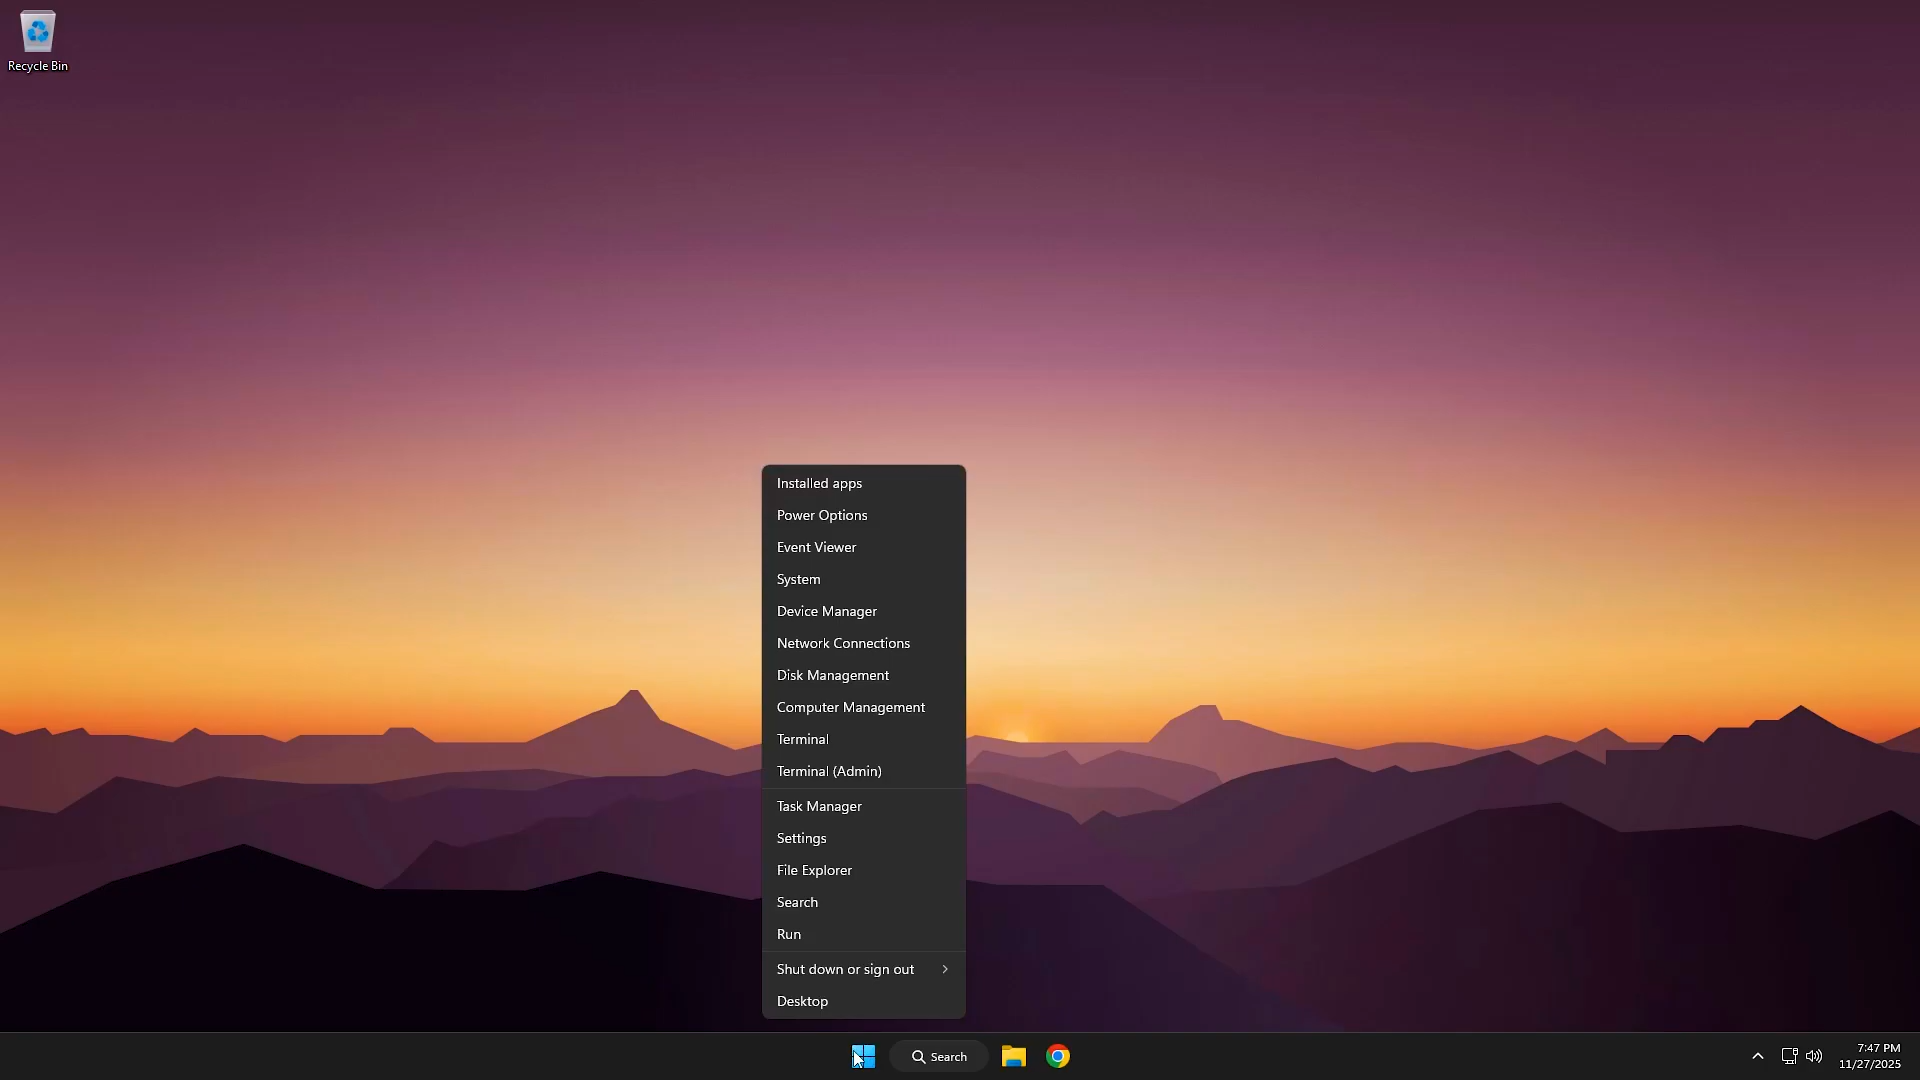 Recycle Bin
Installed apps
Power Options
Event Viewer
System
Device Manager
Network Connections
Disk Management
Computer Management
Terminal
Terminal (Admin)
Task Manager
Settings
File Explorer
Search
Run
Shut down or sign out
Desktop
Search
7:47 PM
11/27/2025